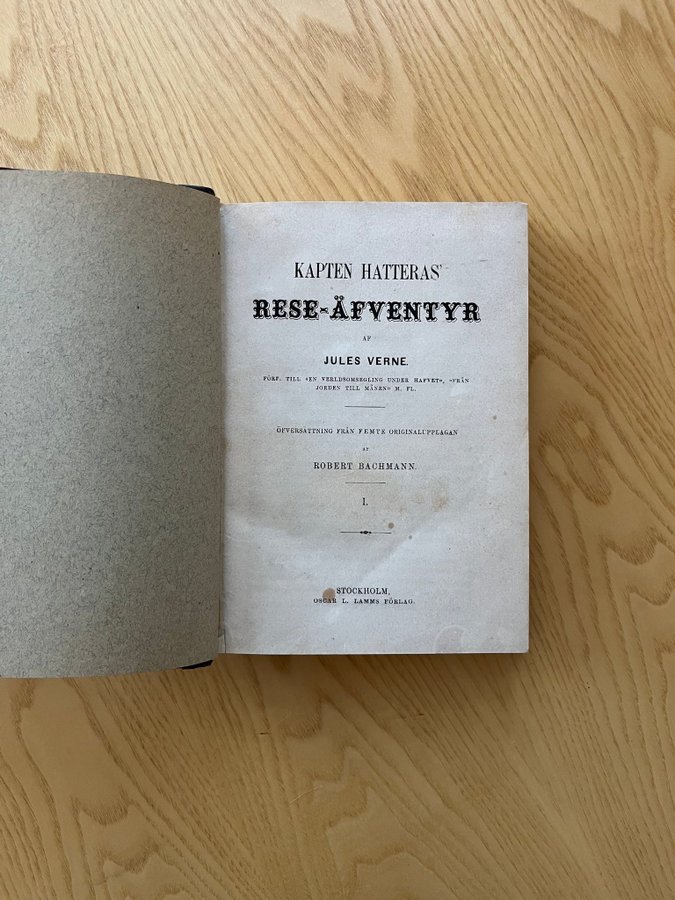 KAPTEN HATTERAS'
RESE-ÄFVENTYR
AF
JULES VERNE.
FÖRF. TILL »EN VERLDSOMSEGLING UNDER HAFVET», »FRÅN
JORDEN TILL MÅNEN» M. FL.
ÖFVERSÄTTNING FRÅN FEMTE ORIGINALUPPLAGAN
AF
ROBERT BACHMANN.
I.
STOCKHOLM,
OSCAR L. LAMMS FÖRLAG.